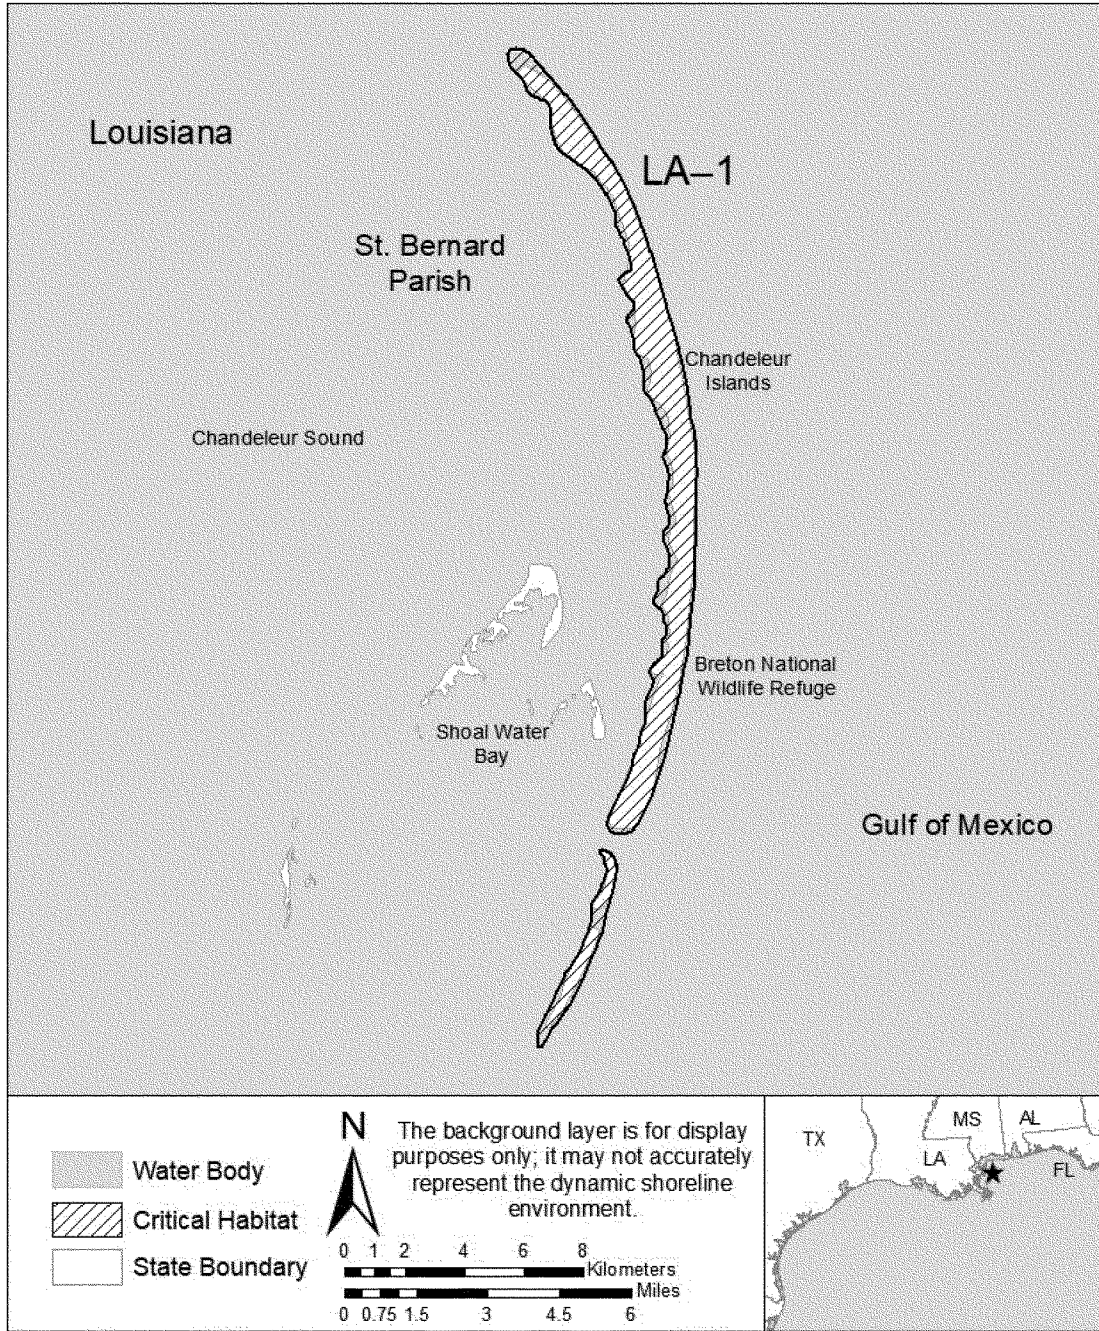 Louisiana
LA–1
St. Bernard
Parish
Chandeleur
Islands
Chandeleur Sound
Breton National
Wildlife Refuge
Shoal Water
Bay
Gulf of Mexico
Water Body
Critical Habitat
State Boundary
N
The background layer is for display
purposes only; it may not accurately
represent the dynamic shoreline
environment.
0 1 2 4 6 8
Kilometers
Miles
0 0.75 1.5 3 4.5 6
TX
LA
MS
AL
FL